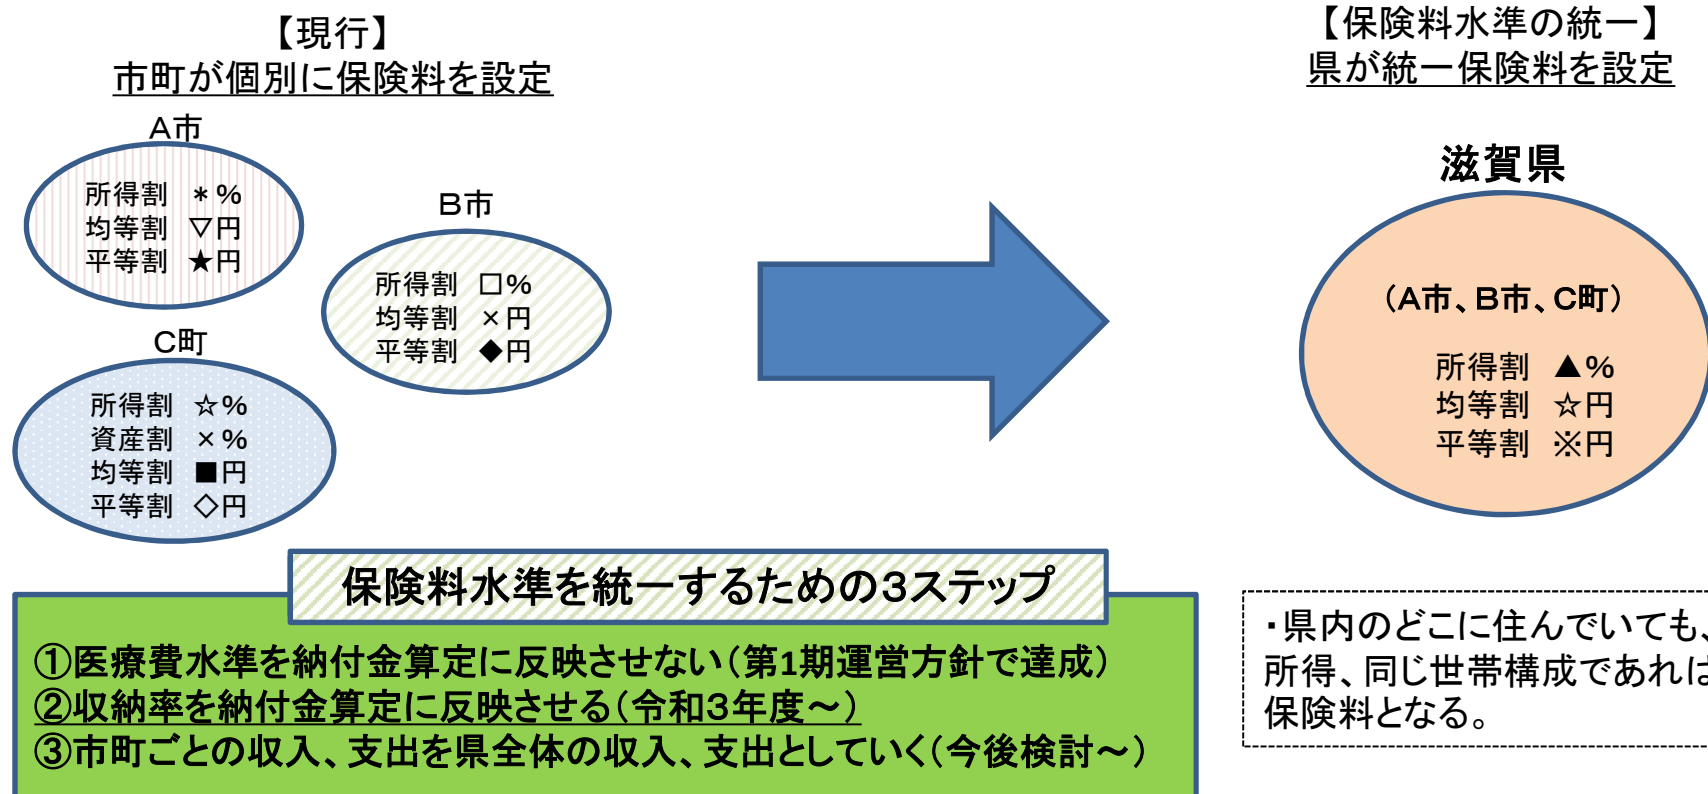 【現行】
市町が個別に保険料を設定
A市
所得割 *%
均等割 ▽円
平等割 ★円
B市
所得割 □%
均等割 ×円
平等割 ◆円
C町
所得割 ☆%
資産割 ×%
均等割 ■円
平等割 ◇円
【保険料水準の統一】
県が統一保険料を設定
滋賀県
(A市、B市、C町)
所得割 ▲%
均等割 ☆円
平等割 ※円
保険料水準を統一するための3ステップ
①医療費水準を納付金算定に反映させない(第1期運営方針で達成)
②収納率を納付金算定に反映させる(令和3年度~)
③市町ごとの収入、支出を県全体の収入、支出としていく(今後検討~)
・県内のどこに住んでいても、
所得、同じ世帯構成であれ
保険料となる。